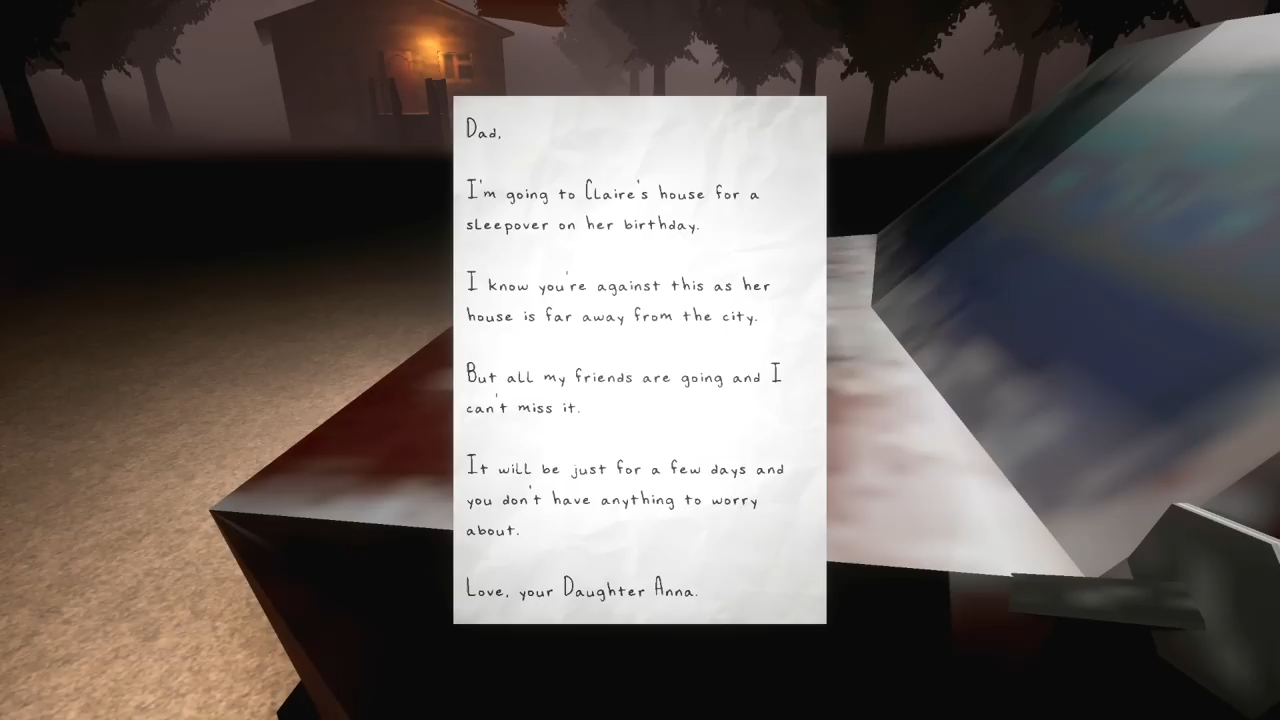 Dad,
I'm going to Claire's house for a
sleepover on her birthday.
I know you're against this as her
house is far away from the city.
But all my friends are going and I
can't miss it.
It will be just for a few days and
you don't have anything to worry
about.
Love, your Daughter Anna.